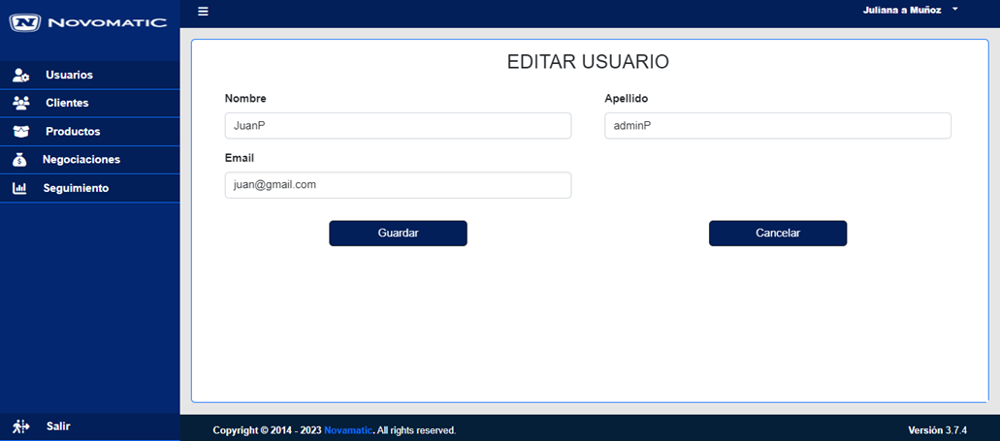 NOVOMATIC
Juliana a Muñoz
Usuarios
Clientes
Productos
Negociaciones
Seguimiento
Salir
EDITAR USUARIO
Nombre
Apellido
JuanP
adminP
Email
juan@gmail.com
Guardar
Cancelar
Copyright © 2014 - 2023 Novamatic. All rights reserved.
Versión 3.7.4